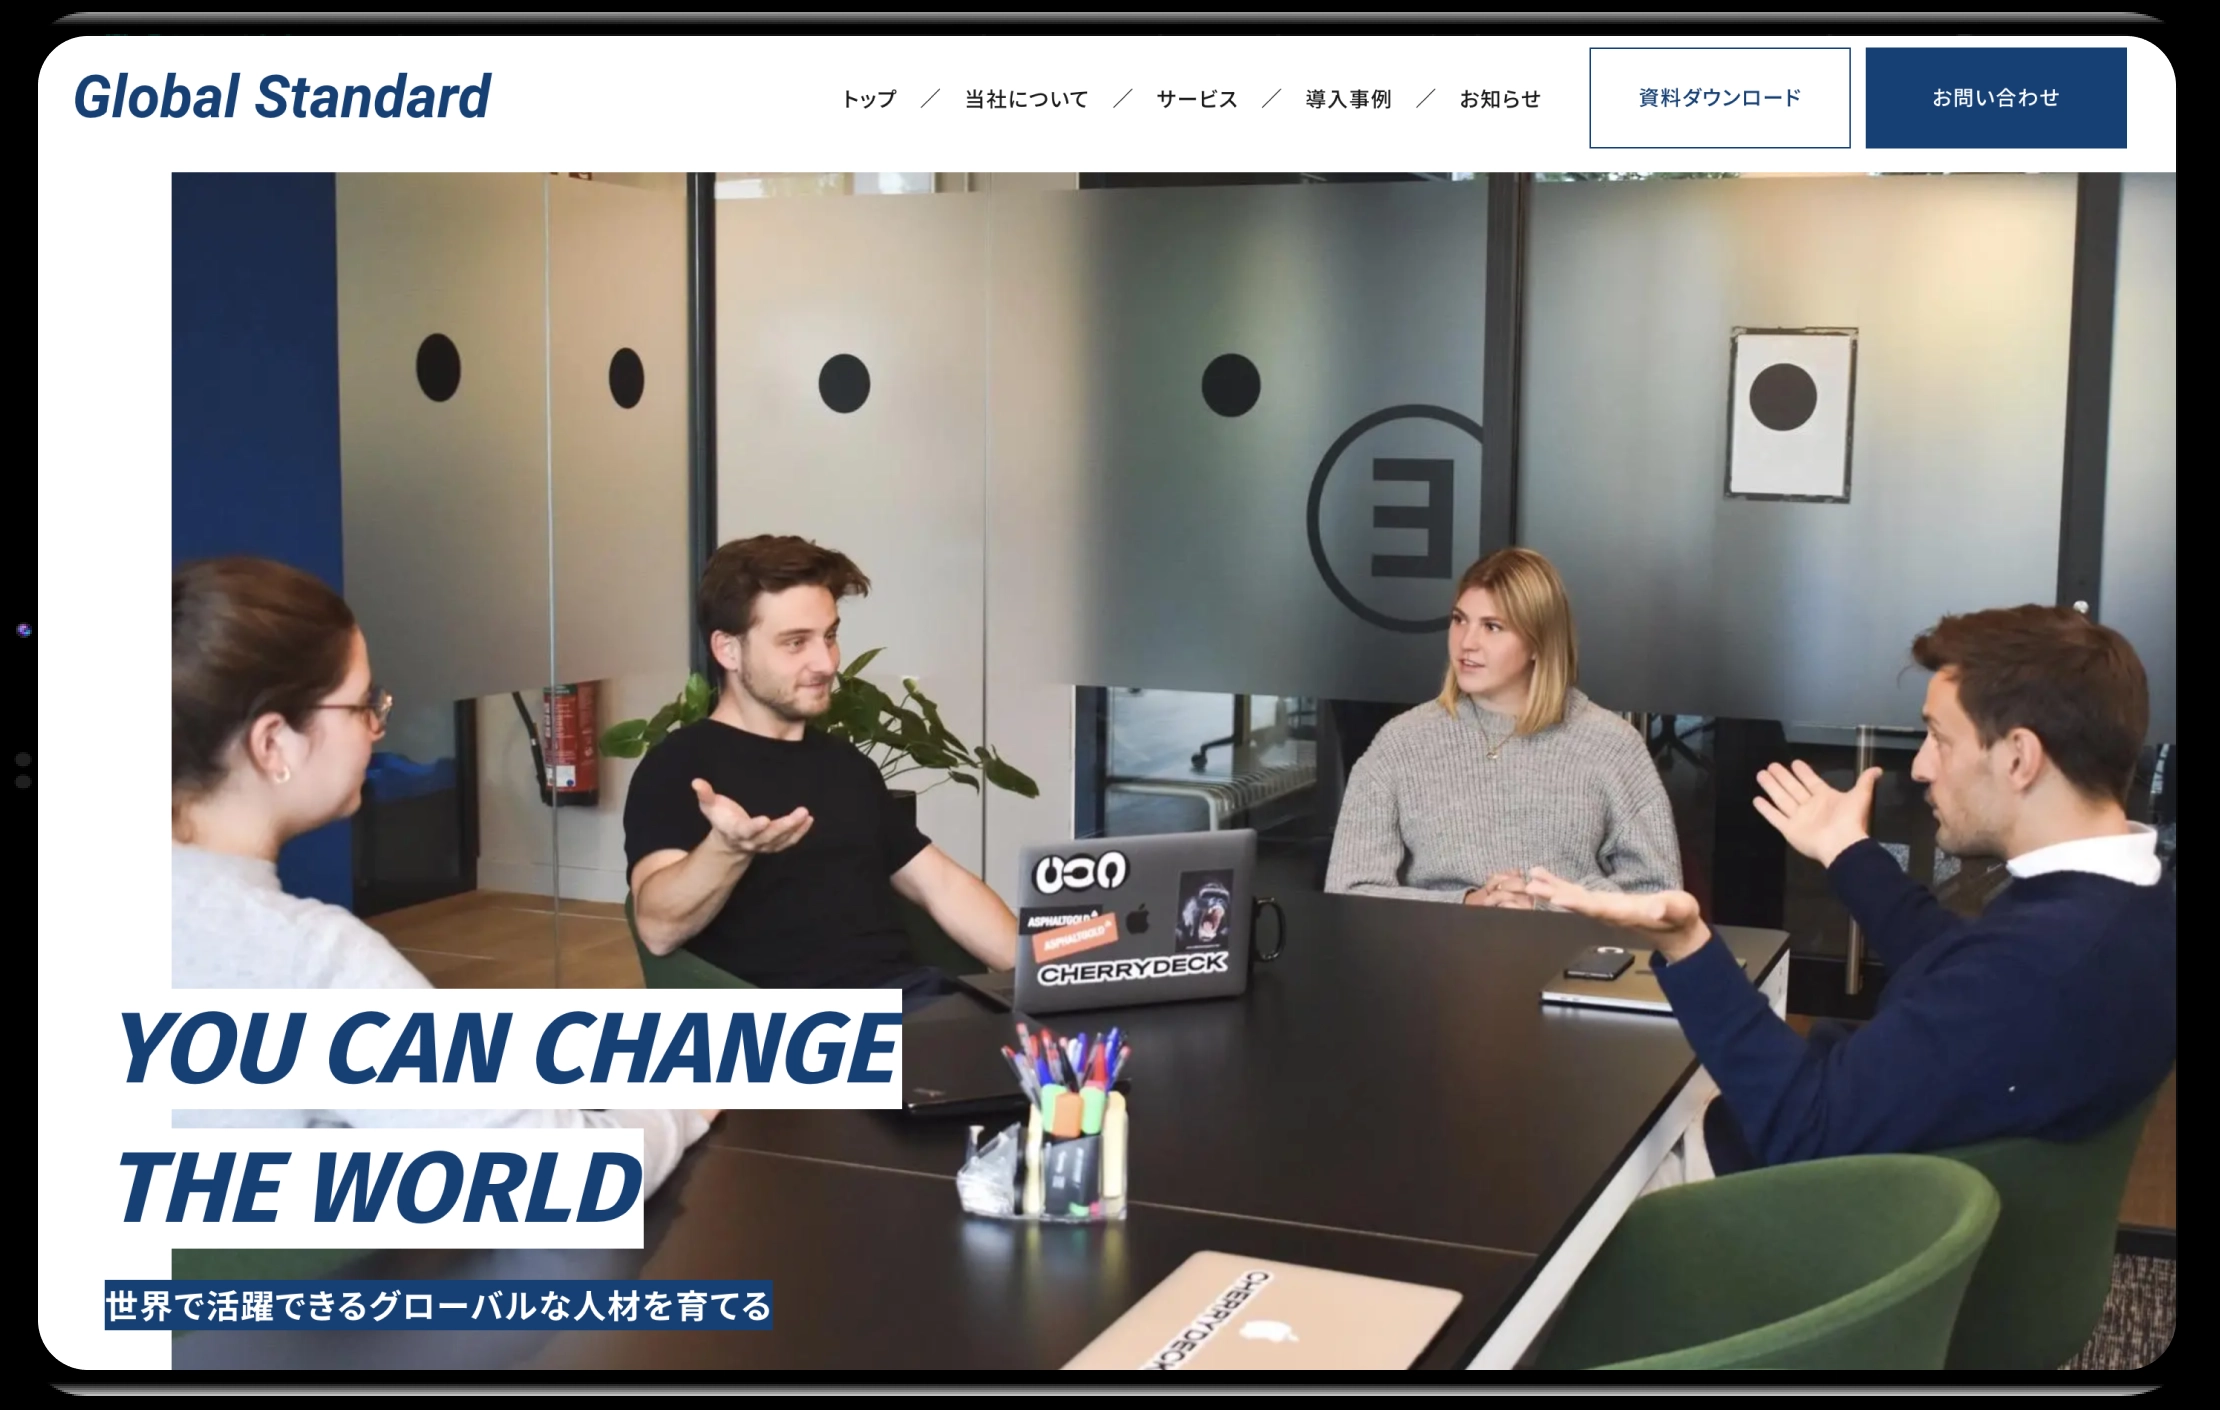 Global Standard
トップ ／ 当社について ／ サービス ／ 導入事例 ／ お知らせ
資料ダウンロード
お問い合わせ
E
ASPHALTGOLD
ASPHALTGOLD
CHERRYDECK
YOU CAN CHANGE
THE WORLD
世界で活躍できるグローバルな人材を育てる
CHERRYDECK